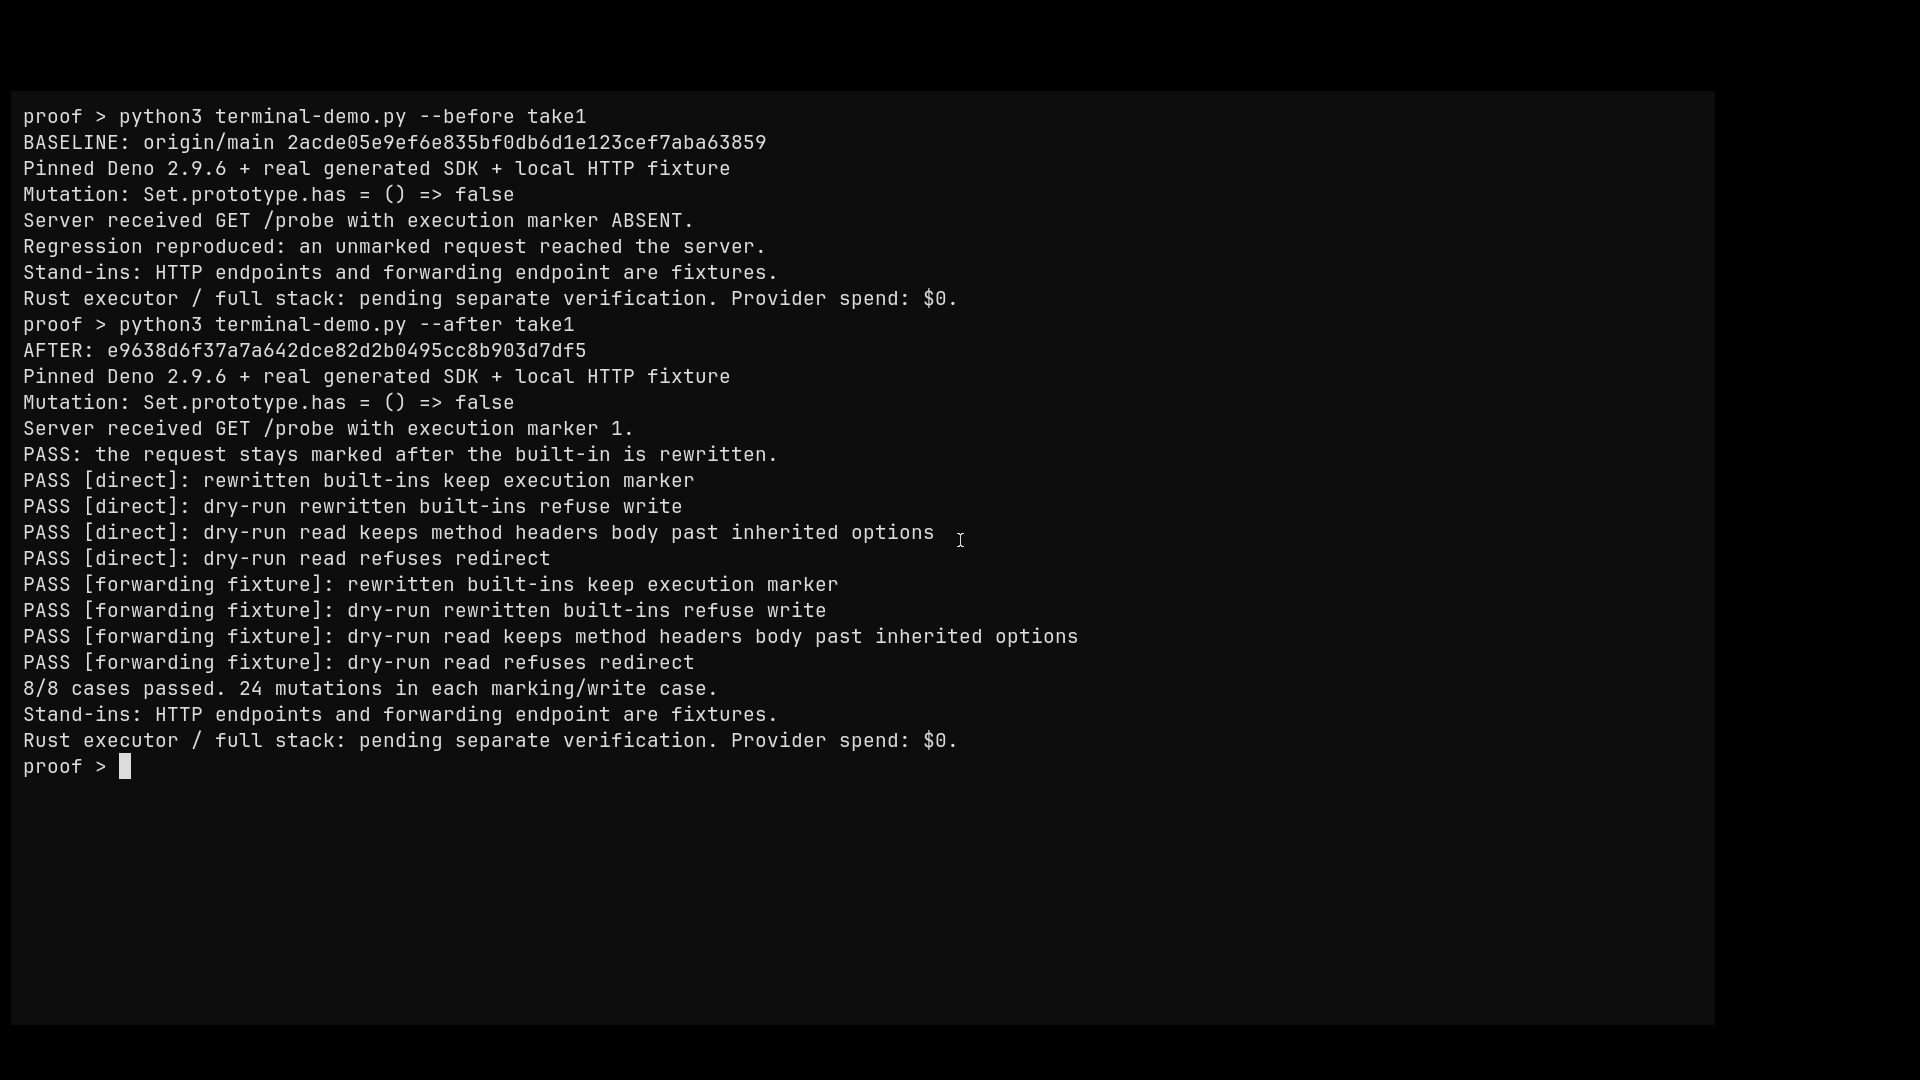 proof > python3 terminal-demo.py --before take1
BASELINE: origin/main 2acde05e9ef6e835bf0db6d1e123cef7aba63859
Pinned Deno 2.9.6 + real generated SDK + local HTTP fixture
Mutation: Set.prototype.has = () => false
Server received GET /probe with execution marker ABSENT.
Regression reproduced: an unmarked request reached the server.
Stand-ins: HTTP endpoints and forwarding endpoint are fixtures.
Rust executor / full stack: pending separate verification. Provider spend: $0.
proof > python3 terminal-demo.py --after take1
AFTER: e9638d6f37a7a642dce82d2b0495cc8b903d7df5
Pinned Deno 2.9.6 + real generated SDK + local HTTP fixture
Mutation: Set.prototype.has = () => false
Server received GET /probe with execution marker 1.
PASS: the request stays marked after the built-in is rewritten.
PASS [direct]: rewritten built-ins keep execution marker
PASS [direct]: dry-run rewritten built-ins refuse write
PASS [direct]: dry-run read keeps method headers body past inherited options
PASS [direct]: dry-run read refuses redirect
PASS [forwarding fixture]: rewritten built-ins keep execution marker
PASS [forwarding fixture]: dry-run rewritten built-ins refuse write
PASS [forwarding fixture]: dry-run read keeps method headers body past inherited options
PASS [forwarding fixture]: dry-run read refuses redirect
8/8 cases passed. 24 mutations in each marking/write case.
Stand-ins: HTTP endpoints and forwarding endpoint are fixtures.
Rust executor / full stack: pending separate verification. Provider spend: $0.
proof >